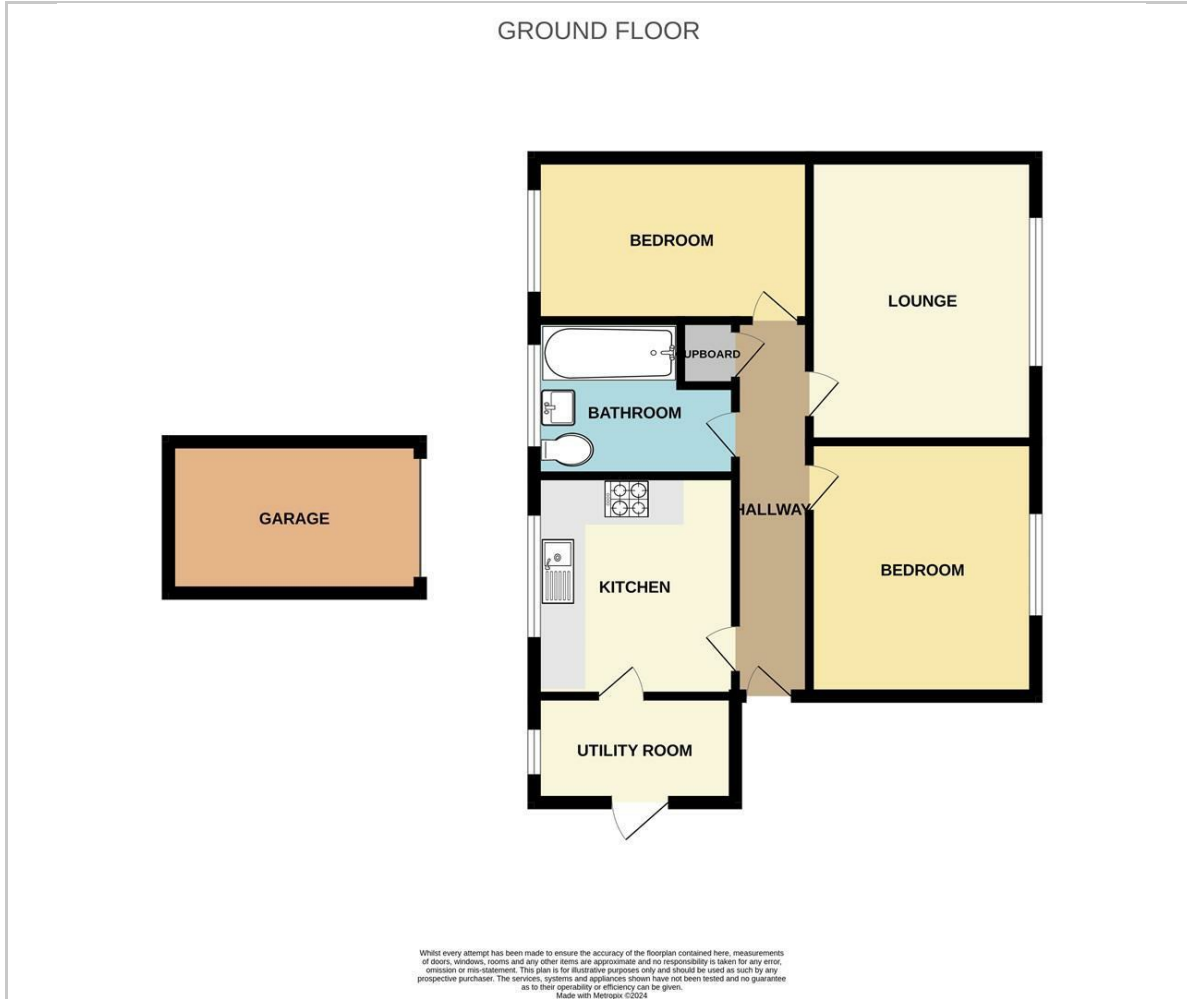 GROUND FLOOR
BEDROOM
LOUNGE
UPBOARD
BATHROOM
GARAGE
HALLWAY
BEDROOM
KITCHEN
UTILITY ROOM
Whilst every attempt has been made to ensure the accuracy of the floorplan contained here, measurements
of doors, windows, rooms and any other items are approximate and no responsibility is taken for any error,
omission or mis-statement. This plan is for illustrative purposes only and should be used as such by any
prospective purchaser. The services, systems and appliances shown have not been tested and no guarantee
as to their operability or efficiency can be given.
Made with Metropix ©2024